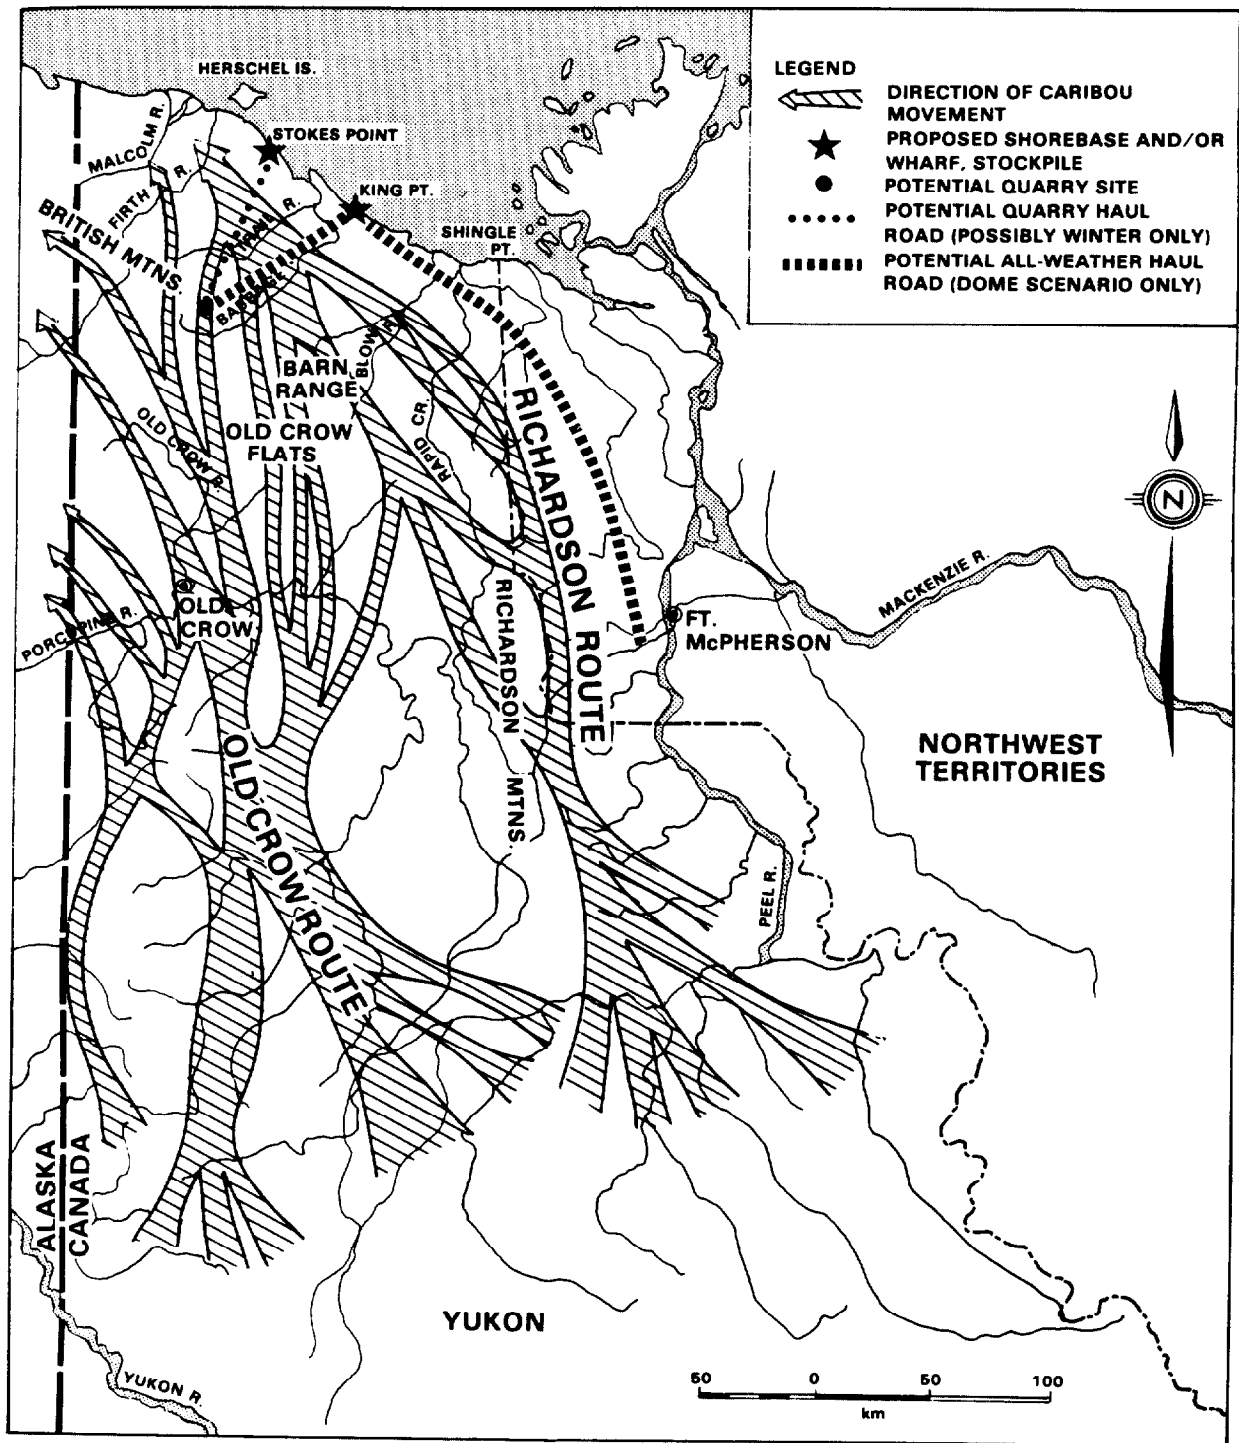 HERSCHEL IS.
STOKES POINT
MALCOLM R.
FIRTH R.
KING PT.
TRAIL R.
BRITISH MTNS.
SHINGLE
PT.
BABBAGE
BLOW R.
BARN
RANGE
RAPID CR.
OLD CROW R.
OLD CROW
FLATS
RICHARDSON ROUTE
OLD
CROW
PORCUPINE R.
RICHARDSON MTNS.
FT.
McPHERSON
MACKENZIE R.
OLD CROW ROUTE
PEEL R.
NORTHWEST
TERRITORIES
ALASKA
CANADA
YUKON
YUKON R.
LEGEND
DIRECTION OF CARIBOU
MOVEMENT
PROPOSED SHOREBASE AND/OR
WHARF, STOCKPILE
POTENTIAL QUARRY SITE
POTENTIAL QUARRY HAUL
ROAD (POSSIBLY WINTER ONLY)
POTENTIAL ALL-WEATHER HAUL
ROAD (DOME SCENARIO ONLY)
N
50 0 50 100
km